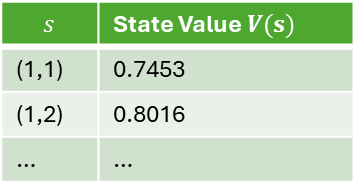 s State Value V(s)
(1,1) 0.7453
(1,2) 0.8016
... ...